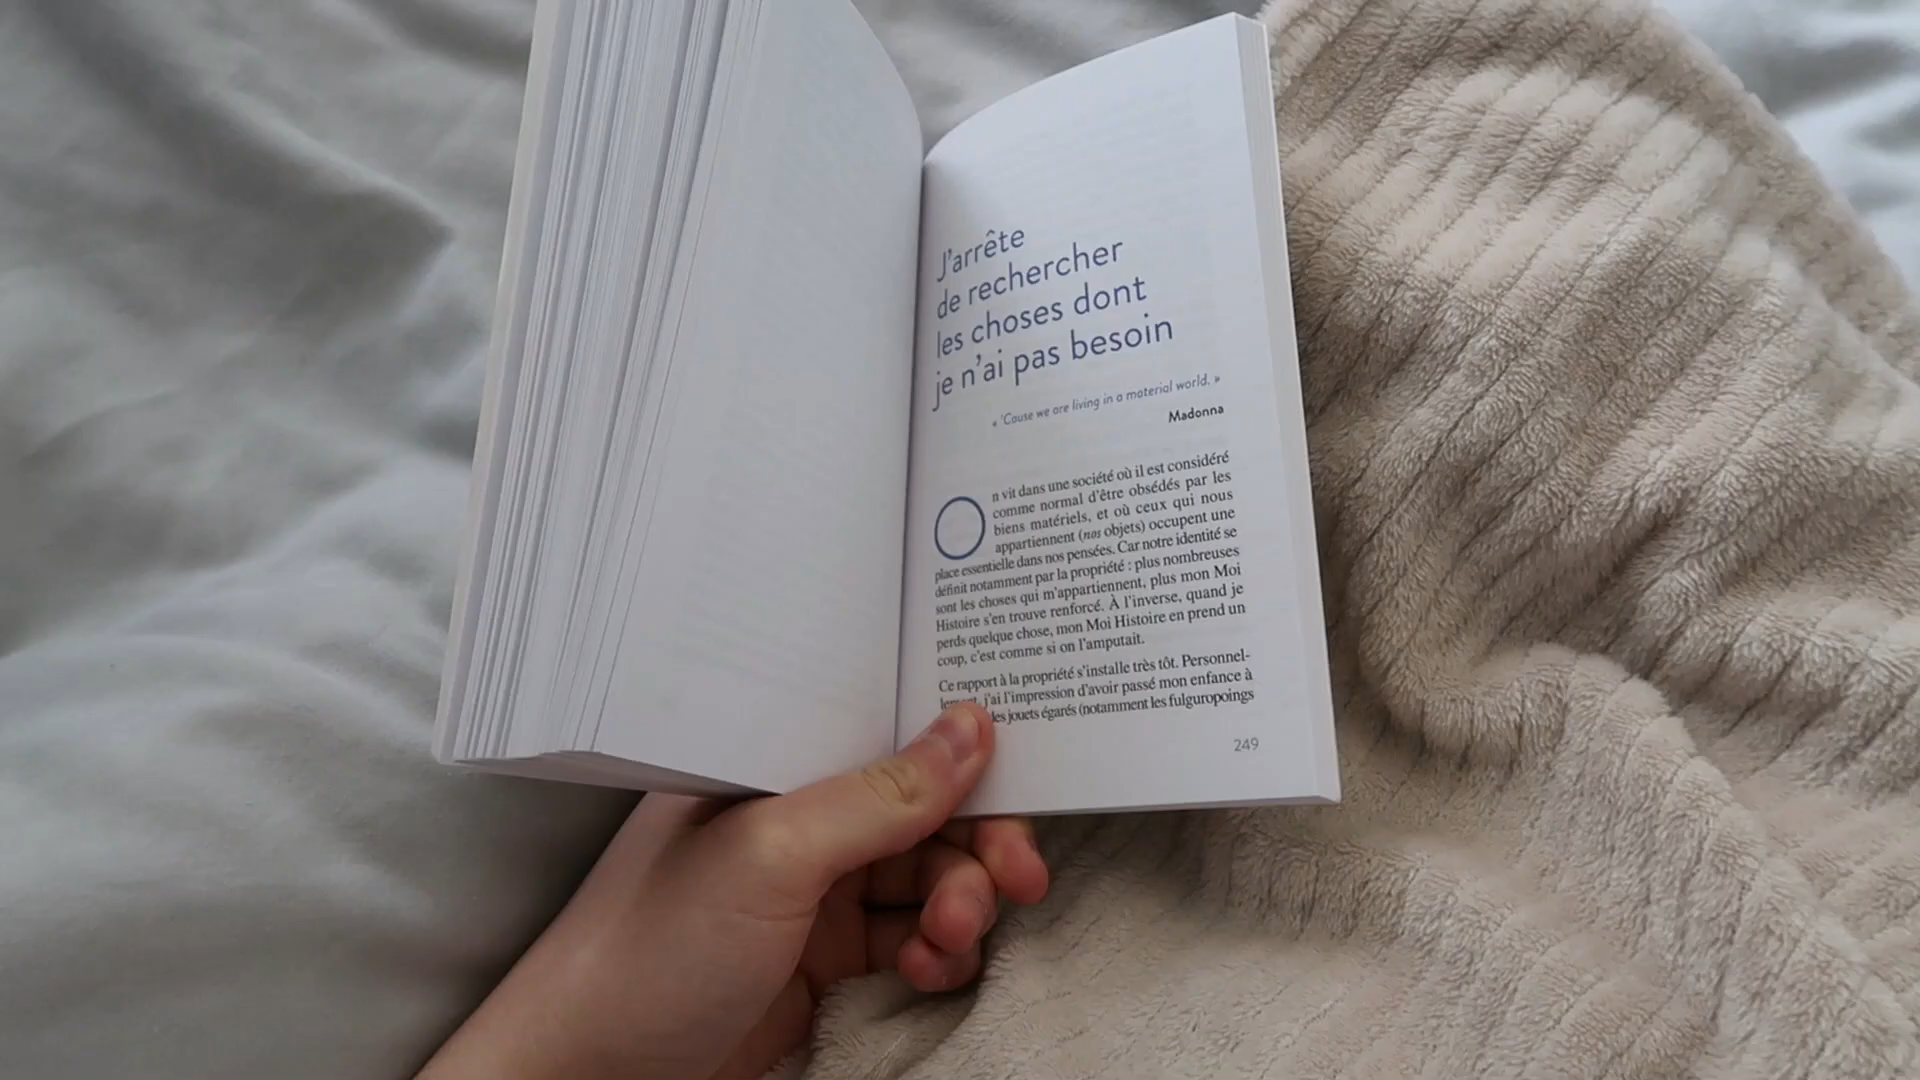 J'arrête
de rechercher
les choses dont
je n'ai pas besoin
« 'Cause we are living in a material world. »
Madonna
On vit dans une société où il est considéré
comme normal d'être obsédés par les
biens matériels, et où ceux qui nous
appartiennent (nos objets) occupent une
place essentielle dans nos pensées. Car notre identité se
définit notamment par la propriété : plus nombreuses
sont les choses qui m'appartiennent, plus mon Moi
Histoire s'en trouve renforcé. À l'inverse, quand je
perds quelque chose, mon Moi Histoire en prend un
coup, c'est comme si on l'amputait.
Ce rapport à la propriété s'installe très tôt. Personnel-
lement, j'ai l'impression d'avoir passé mon enfance à
les jouets égarés (notamment les fulguropoings
249